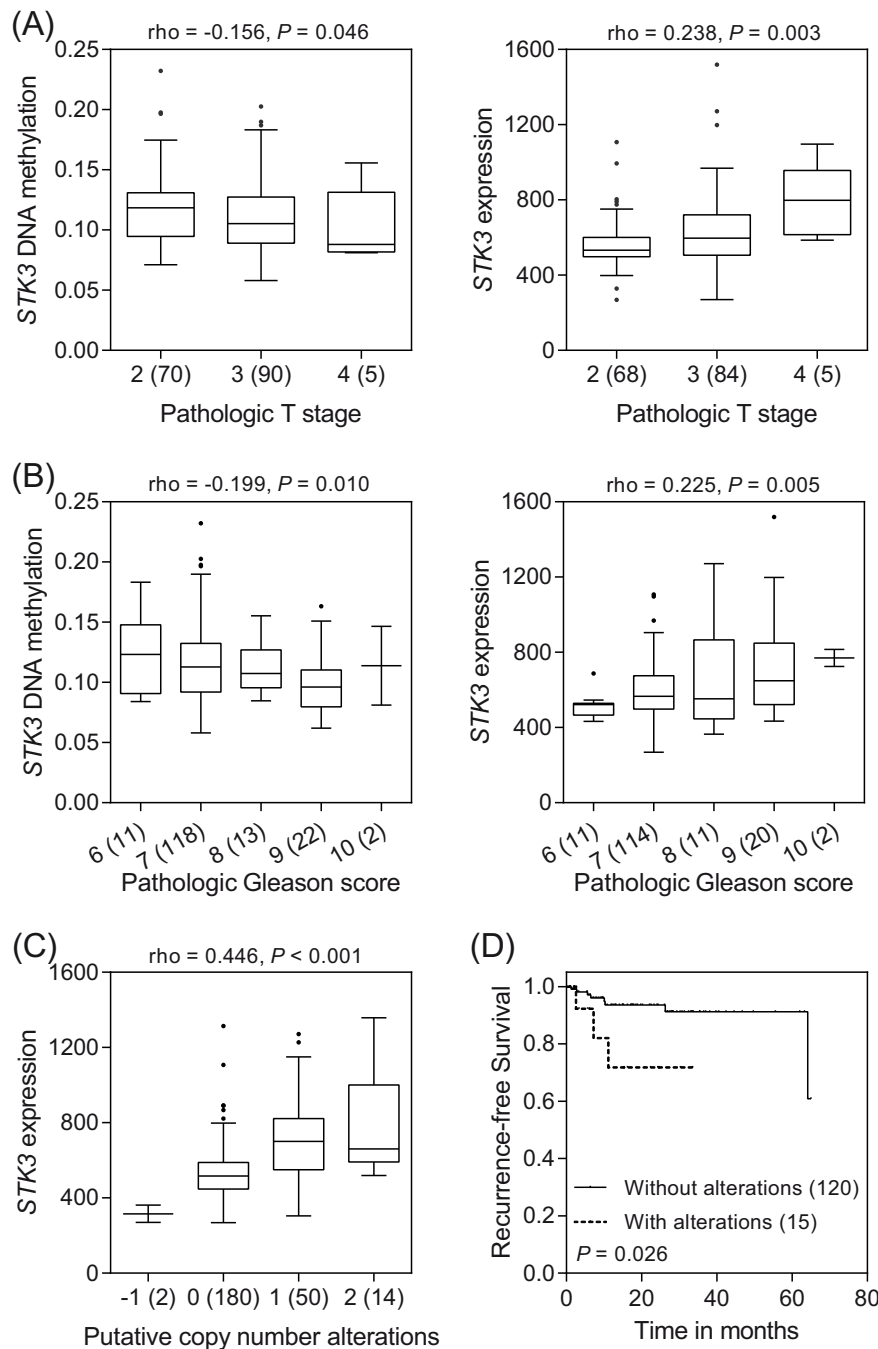 (A)
rho = -0.156, P = 0.046
STK3 DNA methylation
0.25
0.20
0.15
0.10
0.05
0.00
2 (70) 3 (90) 4 (5)
Pathologic T stage
rho = 0.238, P = 0.003
STK3 expression
1600
1200
800
400
0
2 (68) 3 (84) 4 (5)
Pathologic T stage
(B)
rho = -0.199, P = 0.010
STK3 DNA methylation
0.25
0.20
0.15
0.10
0.05
0.00
6 (11) 7 (118) 8 (13) 9 (22) 10 (2)
Pathologic Gleason score
rho = 0.225, P = 0.005
STK3 expression
1600
1200
800
400
0
6 (11) 7 (114) 8 (11) 9 (20) 10 (2)
Pathologic Gleason score
(C)
rho = 0.446, P < 0.001
STK3 expression
1600
1200
800
400
0
-1 (2) 0 (180) 1 (50) 2 (14)
Putative copy number alterations
(D)
Recurrence-free Survival
1.0
0.8
0.6
0.4
0.2
0.0
Without alterations (120)
With alterations (15)
P = 0.026
0 20 40 60 80
Time in months